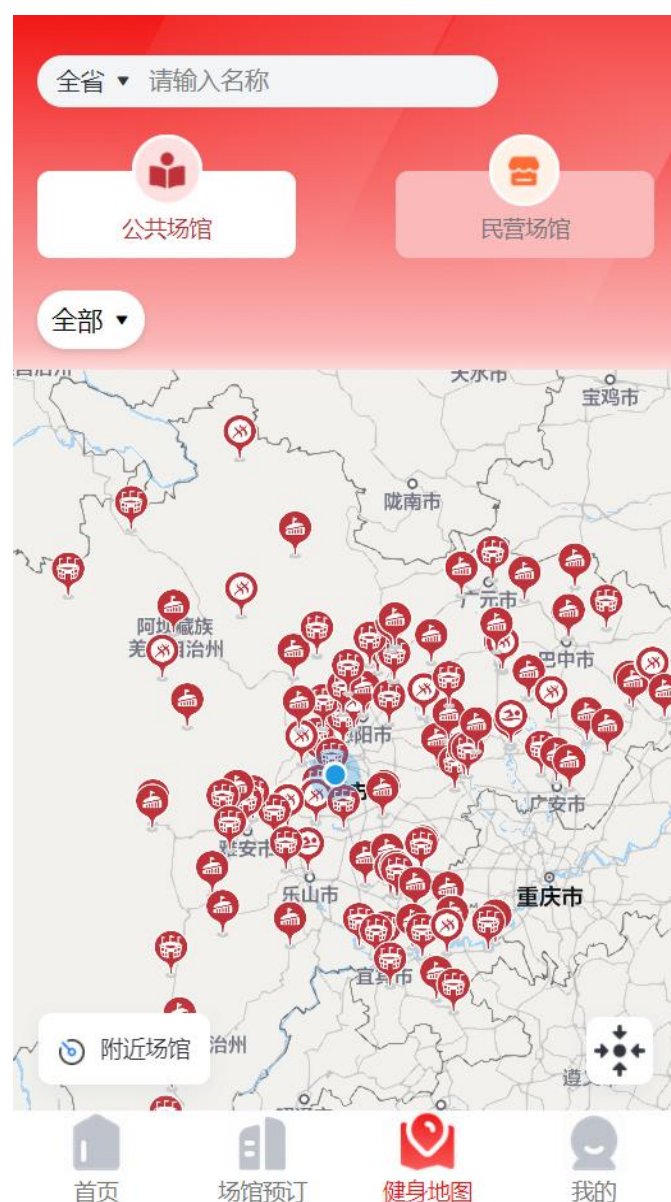 全省 ▼ 请输入名称
公共场馆
民营场馆
全部 ▼
天水市
宝鸡市
陇南市
广元市
阿坝藏族
羌族自治州
巴中市
广安市
雅安市
乐山市
重庆市
宜宾市
附近场馆
治州
首页
场馆预订
健身地图
我的